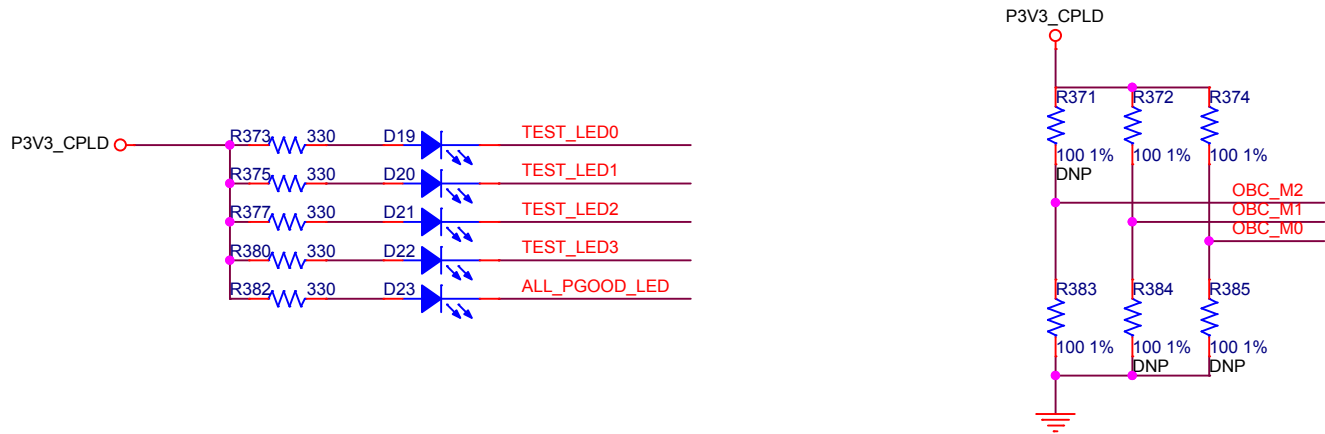 P3V3_CPLD
R371 R372 R374
100 1% 100 1% 100 1%
DNP
OBC_M2
OBC_M1
OBC_M0
R383 R384 R385
100 1% 100 1% 100 1%
DNP DNP
P3V3_CPLD
R373 330 D19 TEST_LED0
R375 330 D20 TEST_LED1
R377 330 D21 TEST_LED2
R380 330 D22 TEST_LED3
R382 330 D23 ALL_PGOOD_LED